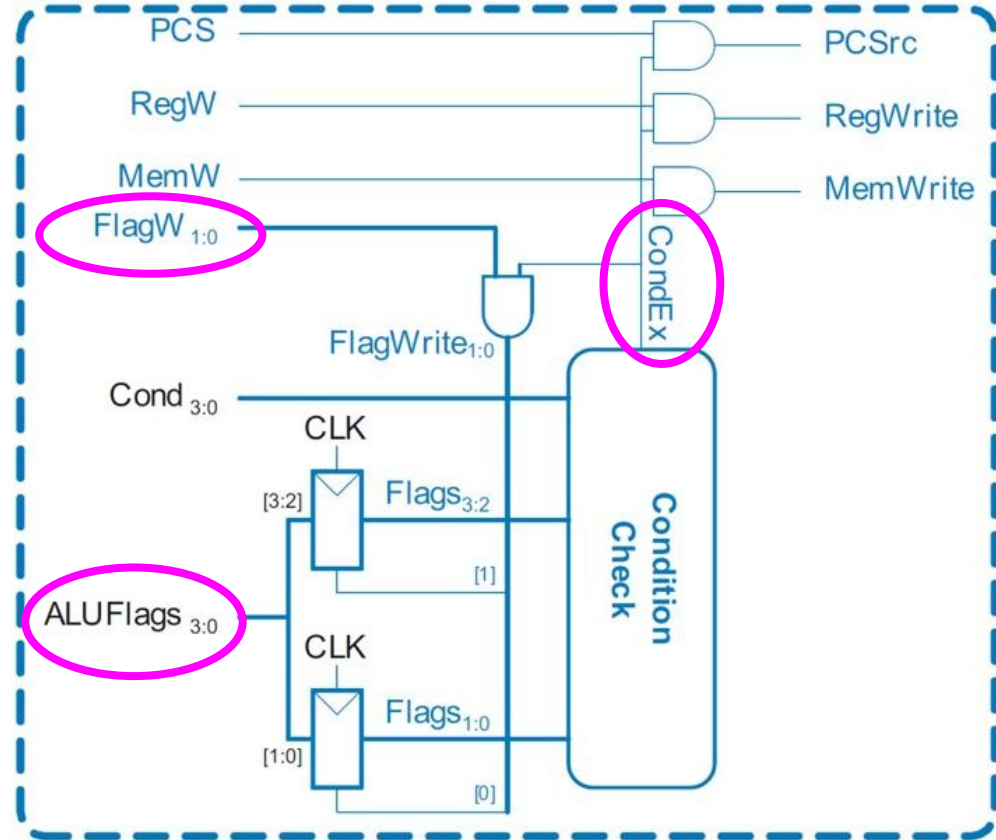 PCS
PCSrc
RegW
RegWrite
MemW
MemWrite
FlagW 1:0
CondEx
FlagWrite1:0
Cond 3:0
CLK
[3:2]
Flags3:2
Condition
Check
[1]
ALUFlags 3:0
CLK
Flags1:0
[1:0]
[0]